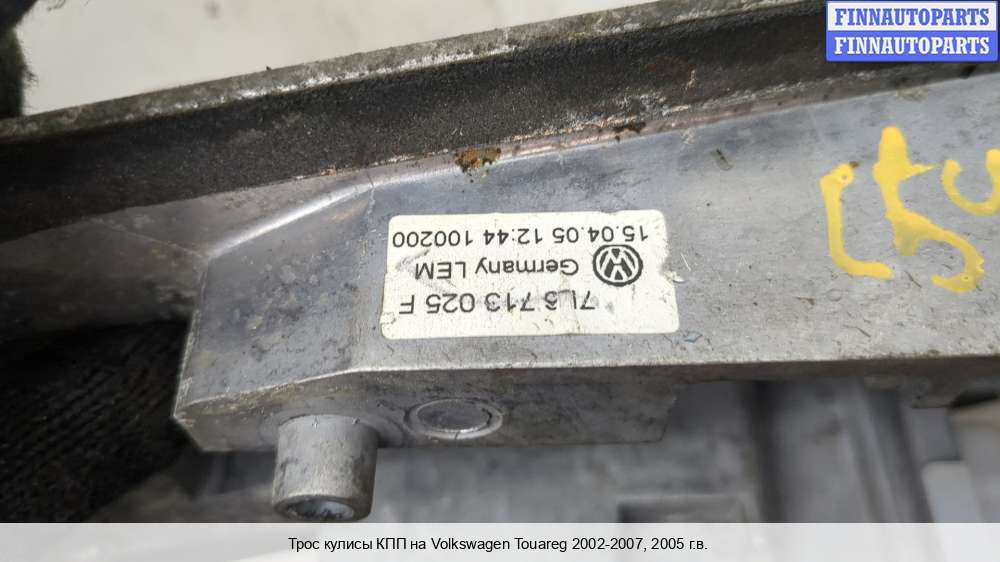 FINNAUTOPARTS
FINNAUTOPARTS
7L6 713 025 F
Germany LEM
15.04.05 12:44 100200
Трос кулисы КПП на Volkswagen Touareg 2002-2007, 2005 г.в.